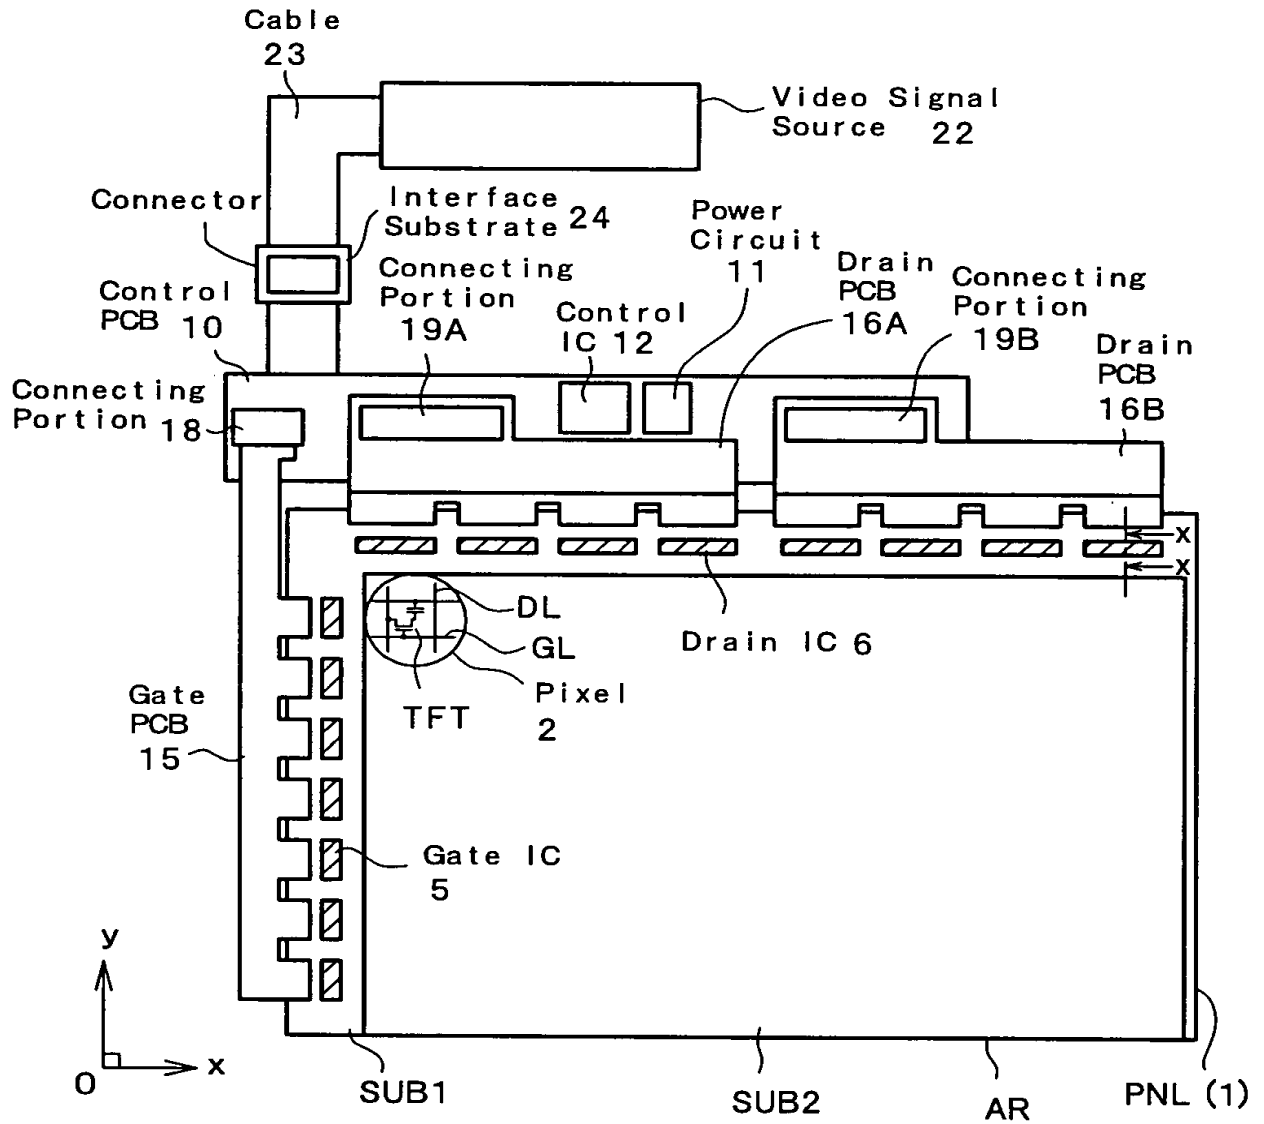 Cable
23
Video Signal
Source 22
Connector
Interface
Substrate 24
Power
Circuit
11
Connecting
Portion
19A
Drain
PCB
16A
Connecting
Portion
19B
Control
PCB 10
Control
IC 12
Drain
PCB
16B
Connecting
Portion 18
x
x
DL
GL
TFT
Pixel
2
Drain IC 6
Gate
PCB
15
Gate IC
5
y
O
x
SUB1
SUB2
AR
PNL (1)